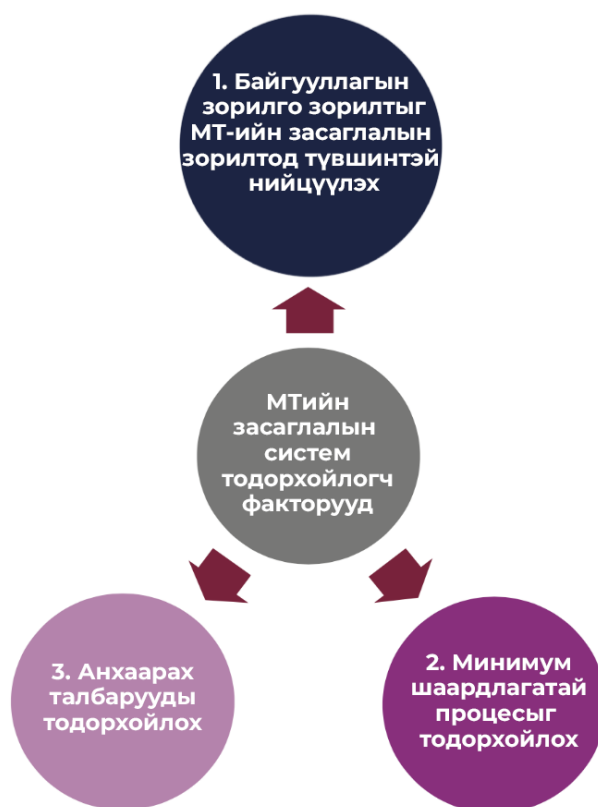 1. Байгууллагын
зорилго зорилтыг
МТ-ийн засаглалын
зорилтод түвшинтэй
нийцүүлэх
МТийн
засаглалын
систем
тодорхойлогч
факторууд
3. Анхаарах
талбарууды
тодорхойлох
2. Минимум
шаардлагатай
процесыг
тодорхойлох